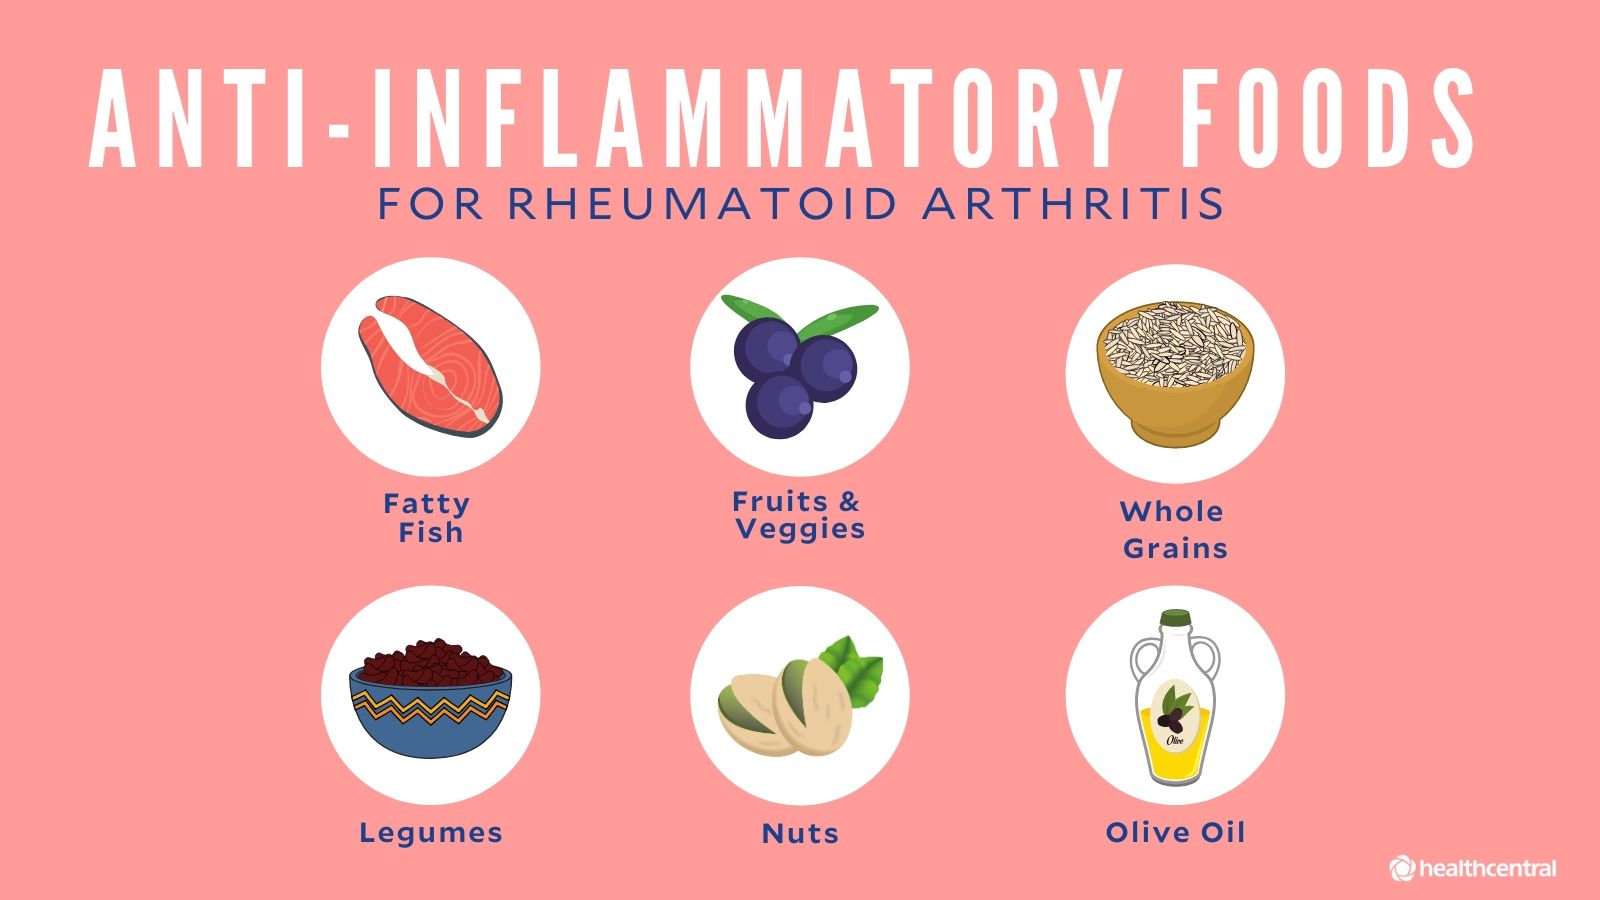 ANTI-INFLAMMATORY FOODS
FOR RHEUMATOID ARTHRITIS
Fatty
Fish
Fruits &
Veggies
Whole
Grains
Legumes
Nuts
Olive
Olive Oil
healthcentral